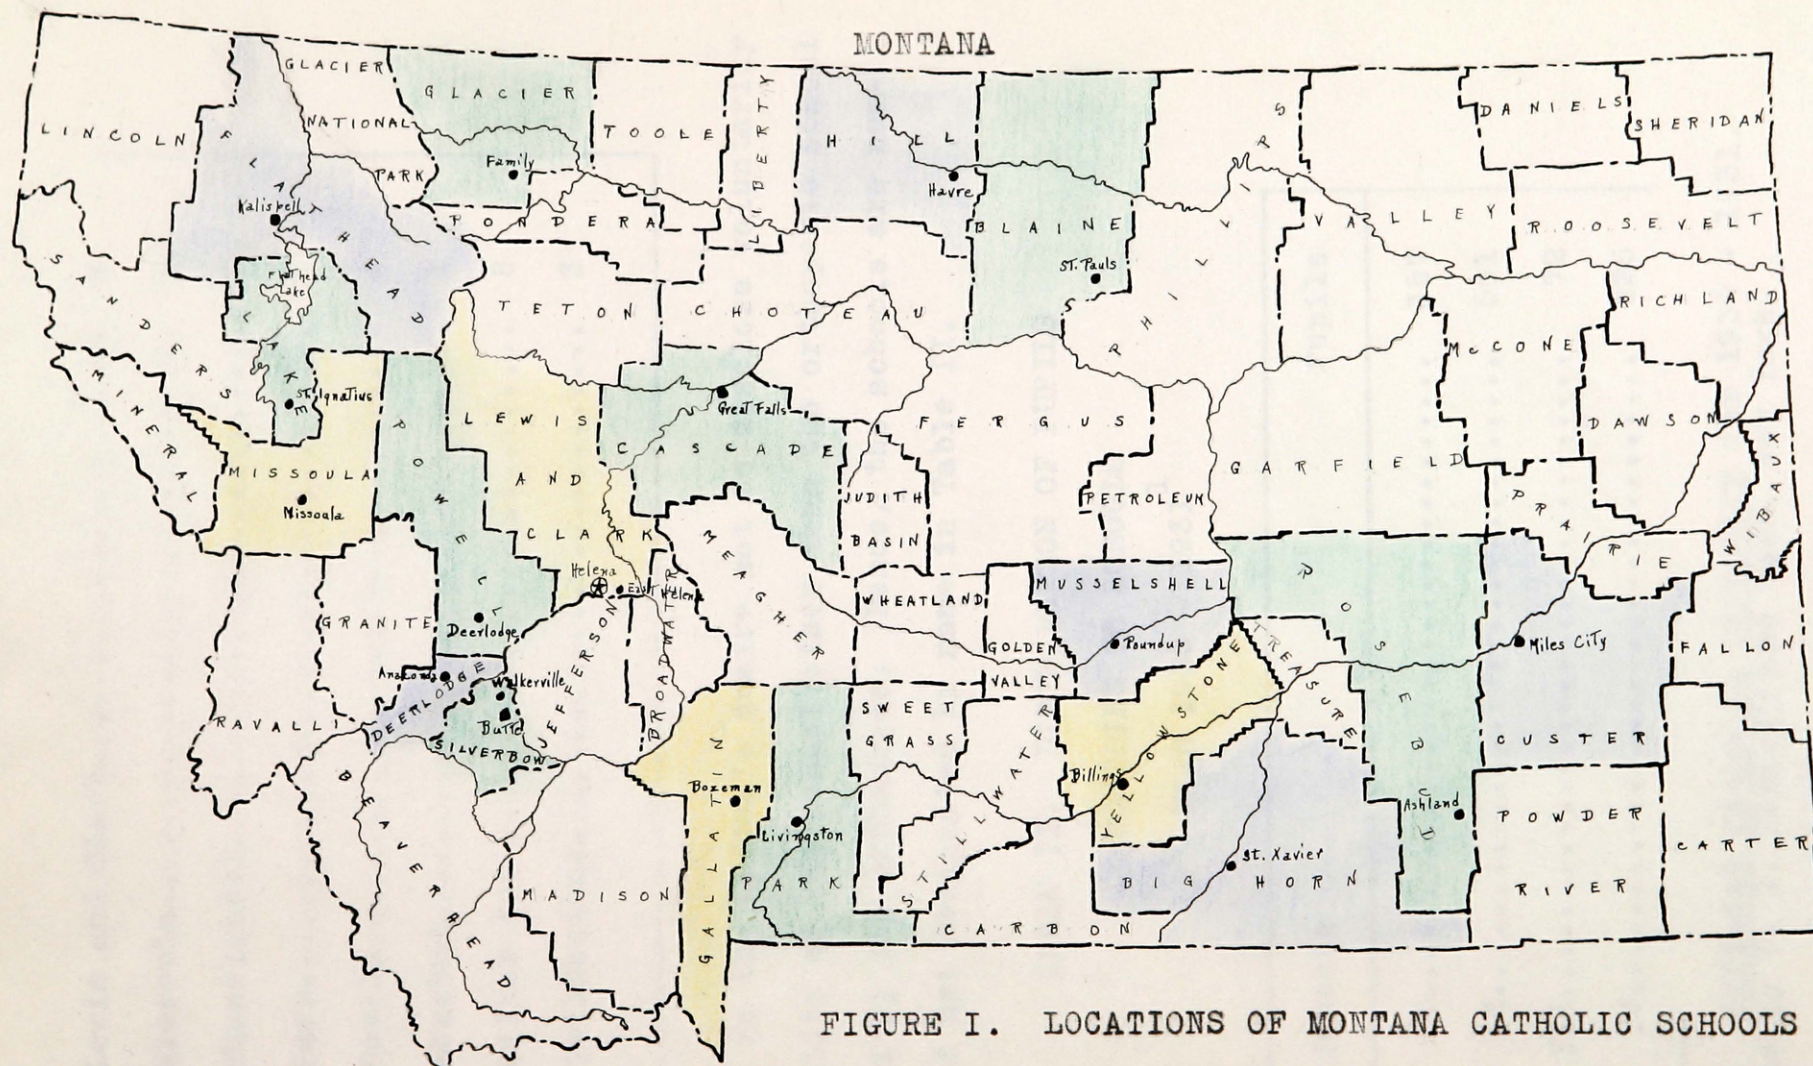 MONTANA
GLACIER
NATIONAL
PARK
GLACIER
LINCOLN
FLATHEAD
TOOLE
LIBERTY
HILL
BLAINE
PHILLIPS
VALLEY
DANIELS
SHERIDAN
ROOSEVELT
Family
Havre
Kalispell
PONDERA
St. Pauls
Flathead
Lake
SANDERS
LAKE
TETON
CHOTEAU
RICHLAND
McCONE
MINERAL
St. Ignatius
Great Falls
DAWSON
POWELL
LEWIS
AND
CLARK
CASCADE
FERGUS
GARFIELD
WIBAUX
MISSOULA
Missoula
JUDITH
BASIN
PETROLEUM
PRAIRIE
MEAGHER
Helena
East Helena
WHEATLAND
MUSSELSHELL
ROSEBUD
GRANITE
Deerlodge
JEFFERSON
BROADWATER
GOLDEN
VALLEY
Roundup
TREASURE
Miles City
FALLON
Anaconda
DEERLODGE
Walkerville
Butte
SILVERBOW
RAVALLI
SWEET
GRASS
STILLWATER
YELLOWSTONE
Billings
CUSTER
BEAVERHEAD
MADISON
Bozeman
GALLATIN
Livingston
PARK
St. Xavier
BIG HORN
Ashland
POWDER
RIVER
CARTER
CARBON
FIGURE I. LOCATIONS OF MONTANA CATHOLIC SCHOOLS